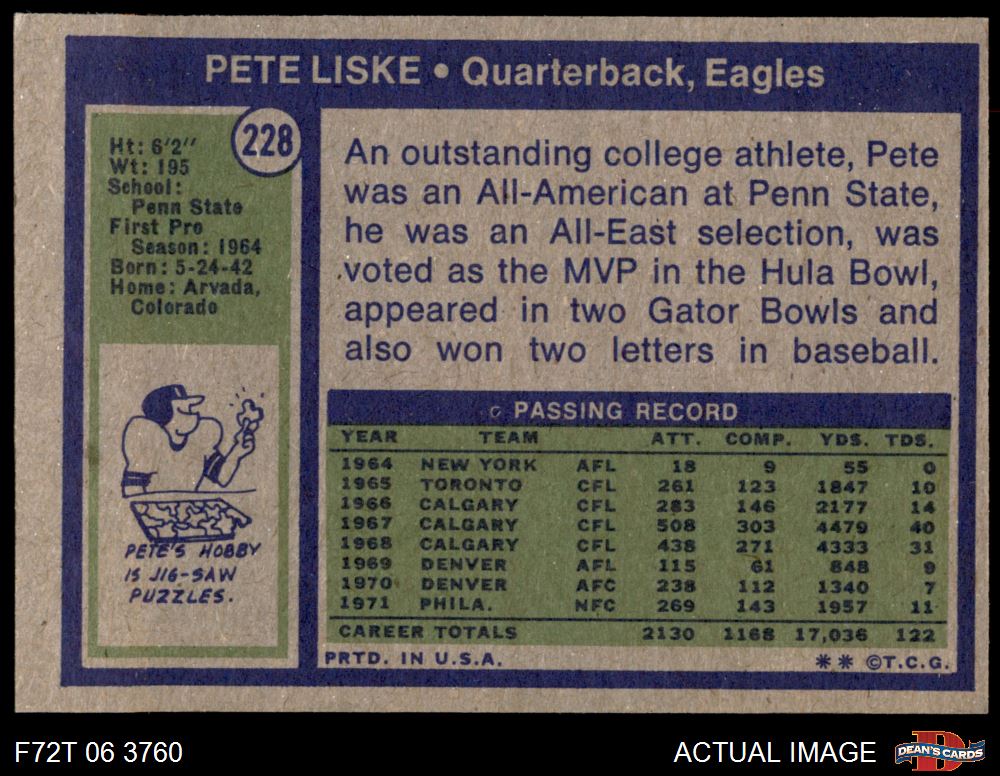 PETE LISKE • Quarterback, Eagles
228
Ht: 6'2"
Wt: 195
School:
Penn State
First Pro
Season: 1964
Born: 5-24-42
Home: Arvada,
Colorado
An outstanding college athlete, Pete
was an All-American at Penn State,
he was an All-East selection, was
voted as the MVP in the Hula Bowl,
appeared in two Gator Bowls and
also won two letters in baseball.
PETE'S HOBBY
IS JIG-SAW
PUZZLES.
PASSING RECORD
YEAR TEAM ATT. COMP. YDS. TDS.
1964 NEW YORK AFL 18 9 55 0
1965 TORONTO CFL 261 123 1847 10
1966 CALGARY CFL 283 146 2177 14
1967 CALGARY CFL 508 303 4479 40
1968 CALGARY CFL 438 271 4333 31
1969 DENVER AFL 115 61 848 9
1970 DENVER AFC 238 112 1340 7
1971 PHILA. NFC 269 143 1957 11
CAREER TOTALS 2130 1168 17,036 122
PRTD. IN U.S.A. ** ©T.C.G.
F72T 06 3760
ACTUAL IMAGE
DEAN'S CARDS